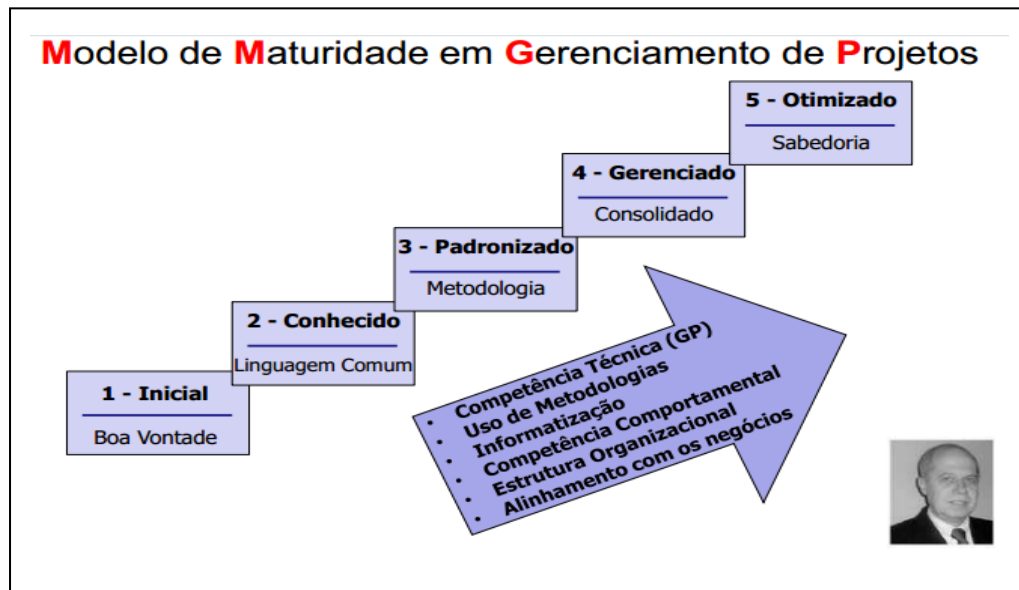 Modelo de Maturidade em Gerenciamento de Projetos
5 - Otimizado
Sabedoria
4 - Gerenciado
Consolidado
3 - Padronizado
Metodologia
2 - Conhecido
Linguagem Comum
1 - Inicial
Boa Vontade
• Competência Técnica (GP)
• Uso de Metodologias
• Informatização
• Competência Comportamental
• Estrutura Organizacional
• Alinhamento com os negócios